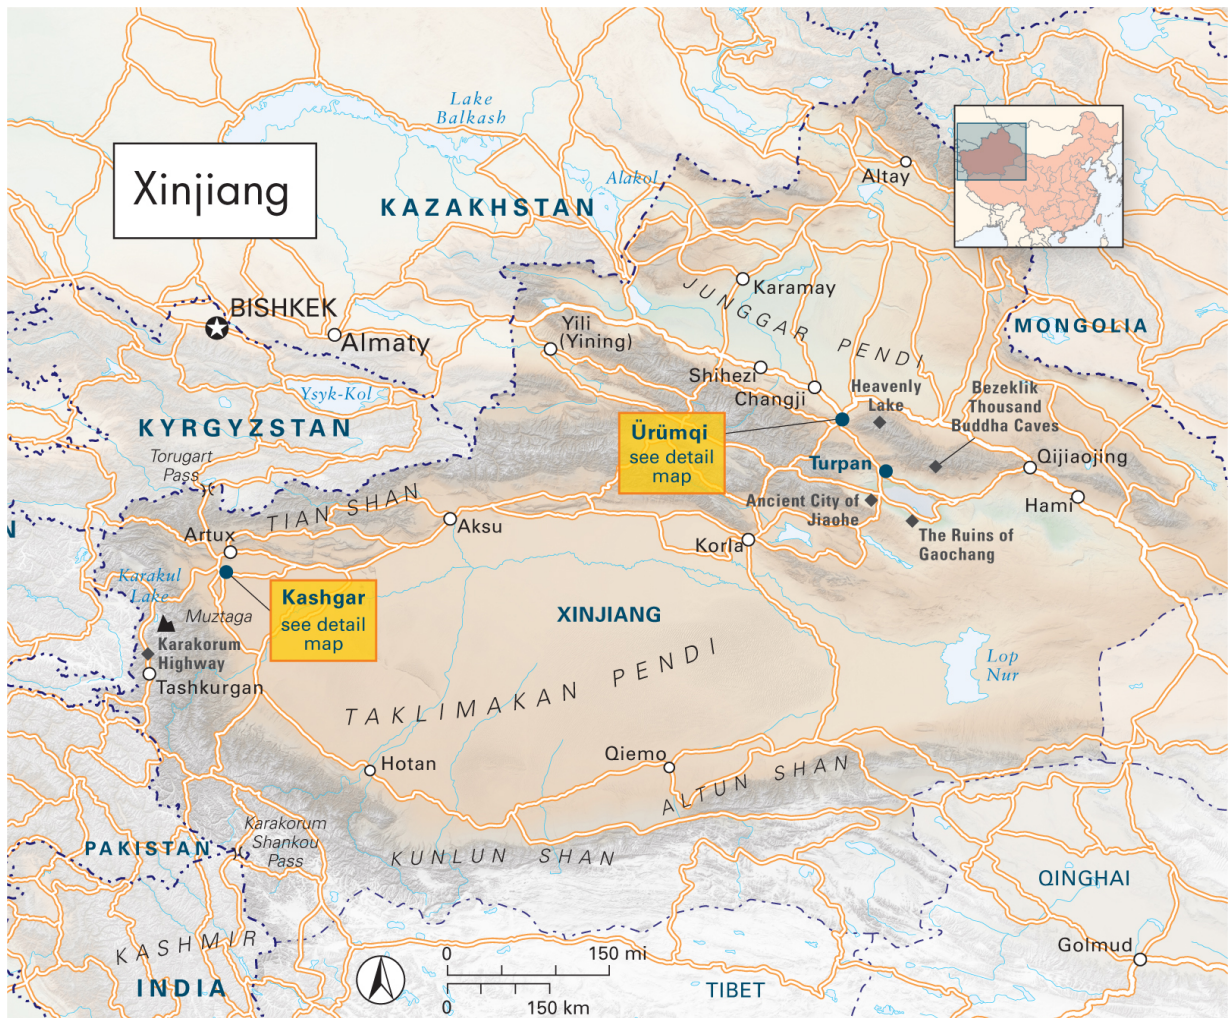 Xinjiang
Lake
Balkash
Alakol
Altay
KAZAKHSTAN
BISHKEK
Almaty
Karamay
JUNGGAR PENDI
MONGOLIA
Yili
(Yining)
Shihezi
Changji
Heavenly
Lake
Bezeklik
Thousand
Buddha Caves
Ysyk-Kol
KYRGYZSTAN
Torugart
Pass
Ürümqi
see detail
map
Turpan
Qijiaojing
Hami
Ancient City of
Jiaohe
The Ruins of
Gaochang
TIAN SHAN
Artux
Aksu
Korla
N
Karakul
Lake
Muztaga
Kashgar
see detail
map
Karakorum
Highway
Tashkurgan
XINJIANG
TAKLIMAKAN PENDI
Lop
Nur
Hotan
Qiemo
ALTUN SHAN
Karakorum
Shankou
Pass
PAKISTAN
KUNLUN SHAN
QINGHAI
KASHMIR
INDIA
Golmud
TIBET
0 150 mi
0 150 km